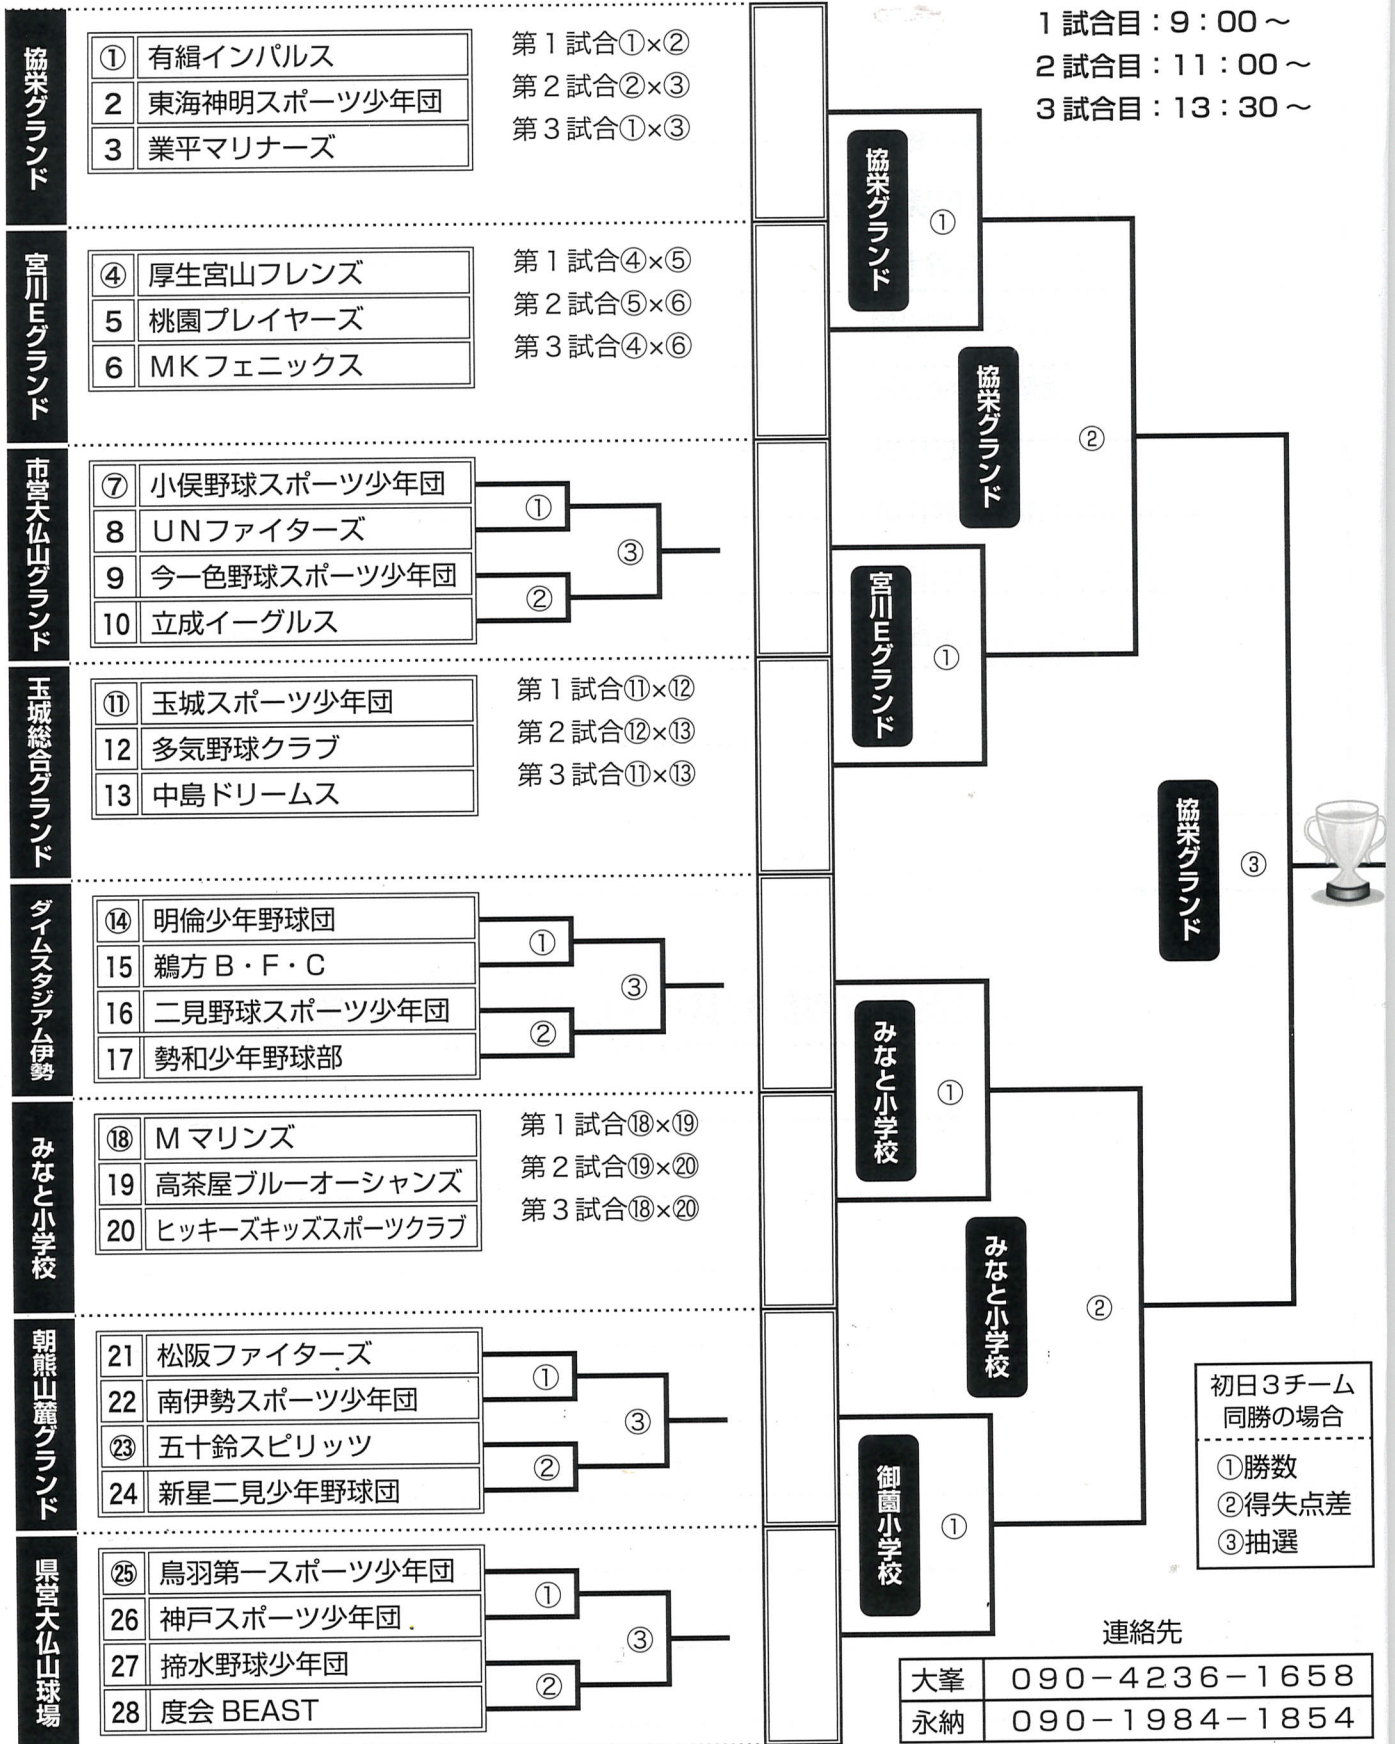 1試合目:9:00〜
2試合目:11:00〜
3試合目:13:30〜
協栄グランド
① 有緝インパルス
2 東海神明スポーツ少年団
3 業平マリナーズ
第1試合①×②
第2試合②×③
第3試合①×③
宮川Eグランド
④ 厚生宮山フレンズ
5 桃園プレイヤーズ
6 MKフェニックス
第1試合④×⑤
第2試合⑤×⑥
第3試合④×⑥
市営大仏山グランド
⑦ 小俣野球スポーツ少年団
8 UNファイターズ
9 今一色野球スポーツ少年団
10 立成イーグルス
①
②
③
玉城総合グランド
⑪ 玉城スポーツ少年団
12 多気野球クラブ
13 中島ドリームス
第1試合⑪×⑫
第2試合⑫×⑬
第3試合⑪×⑬
ダイムスタジアム伊勢
⑭ 明倫少年野球団
15 鵜方B・F・C
16 二見野球スポーツ少年団
17 勢和少年野球部
①
②
③
みなと小学校
⑱ Mマリンズ
19 高茶屋ブルーオーシャンズ
20 ヒッキーズキッズスポーツクラブ
第1試合⑱×⑲
第2試合⑲×⑳
第3試合⑱×⑳
朝熊山麓グランド
21 松阪ファイターズ
22 南伊勢スポーツ少年団
㉓ 五十鈴スピリッツ
24 新星二見少年野球団
①
②
③
県営大仏山球場
㉕ 鳥羽第一スポーツ少年団
26 神戸スポーツ少年団
27 揥水野球少年団
28 度会BEAST
①
②
③
協栄グランド
①
協栄グランド
②
宮川Eグランド
①
協栄グランド
③
みなと小学校
①
みなと小学校
②
御薗小学校
①
初日3チーム
同勝の場合
①勝数
②得失点差
③抽選
連絡先
大峯 090−4236−1658
永納 090−1984−1854